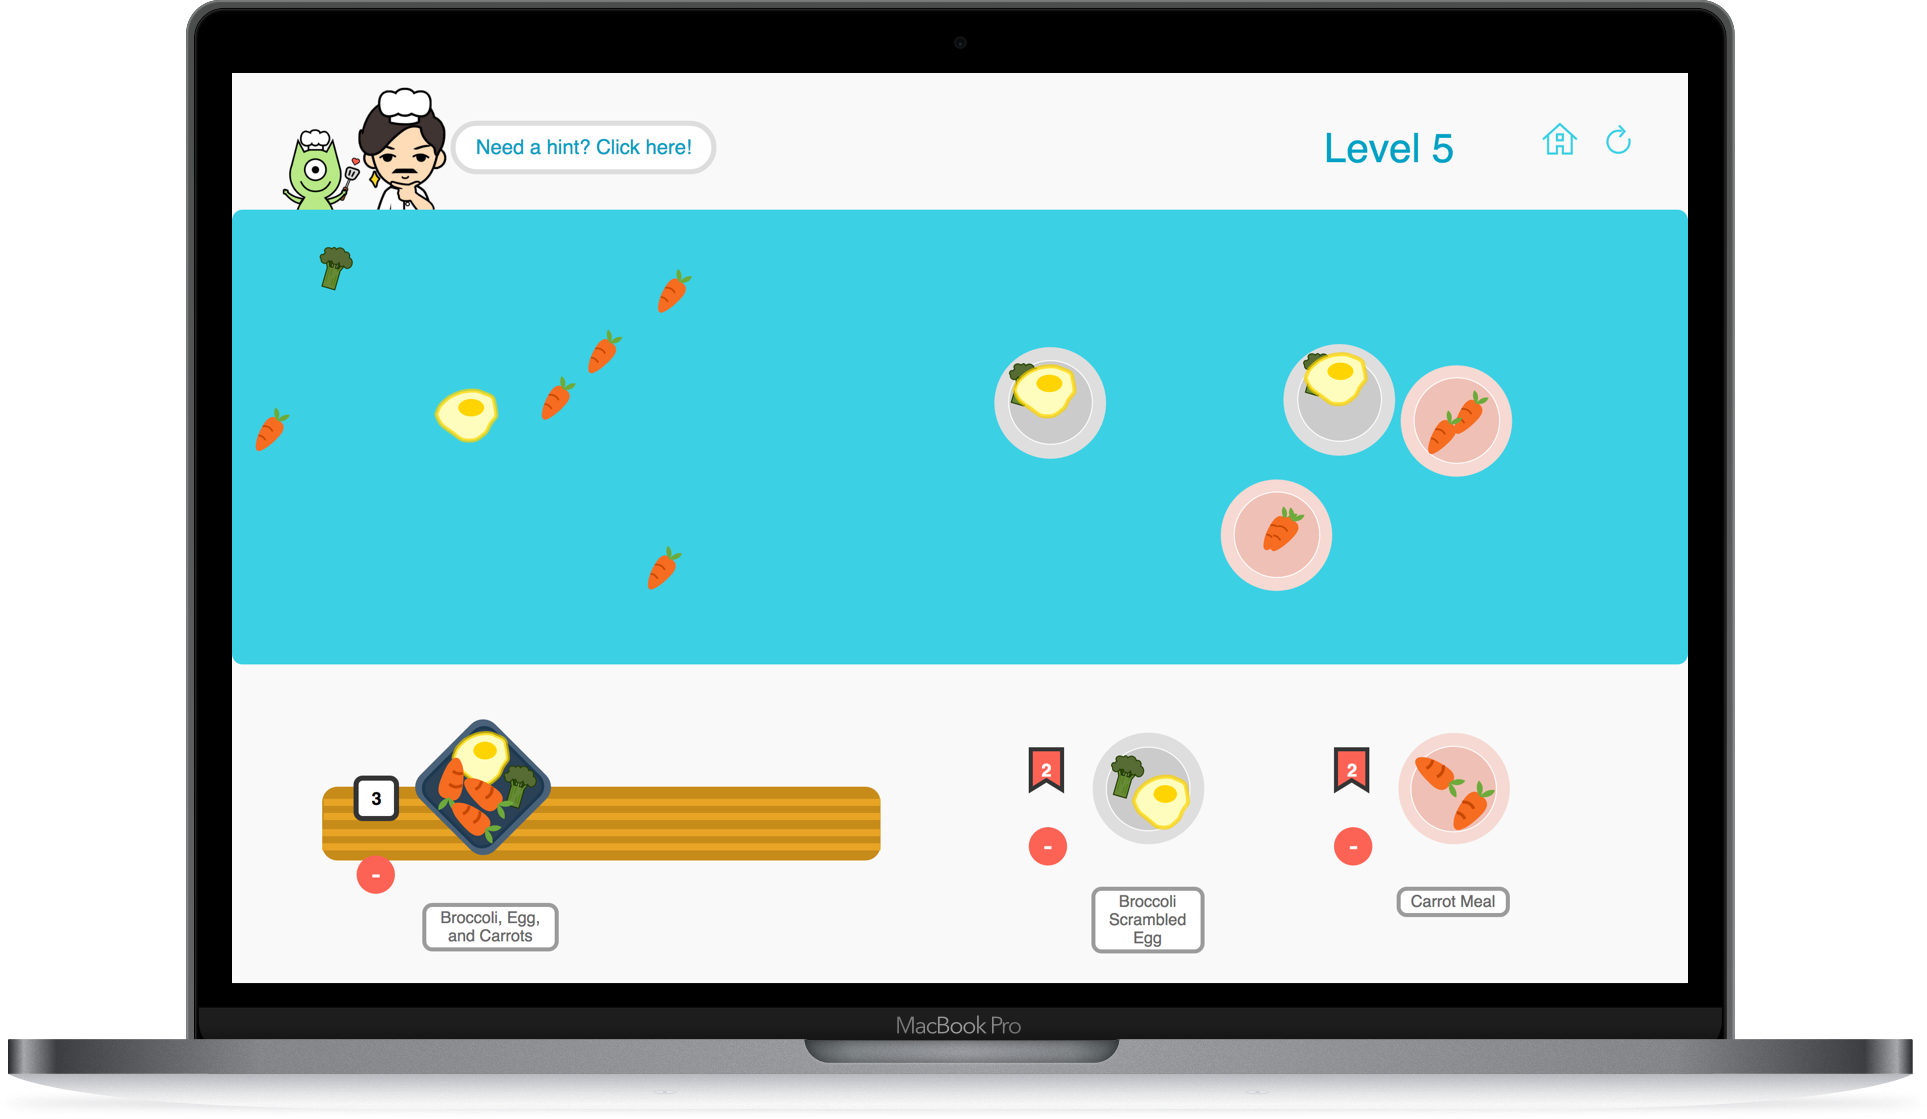 Need a hint? Click here!
Level 5
3
-
Broccoli, Egg,
and Carrots
2
-
Broccoli
Scrambled
Egg
2
-
Carrot Meal
MacBook Pro